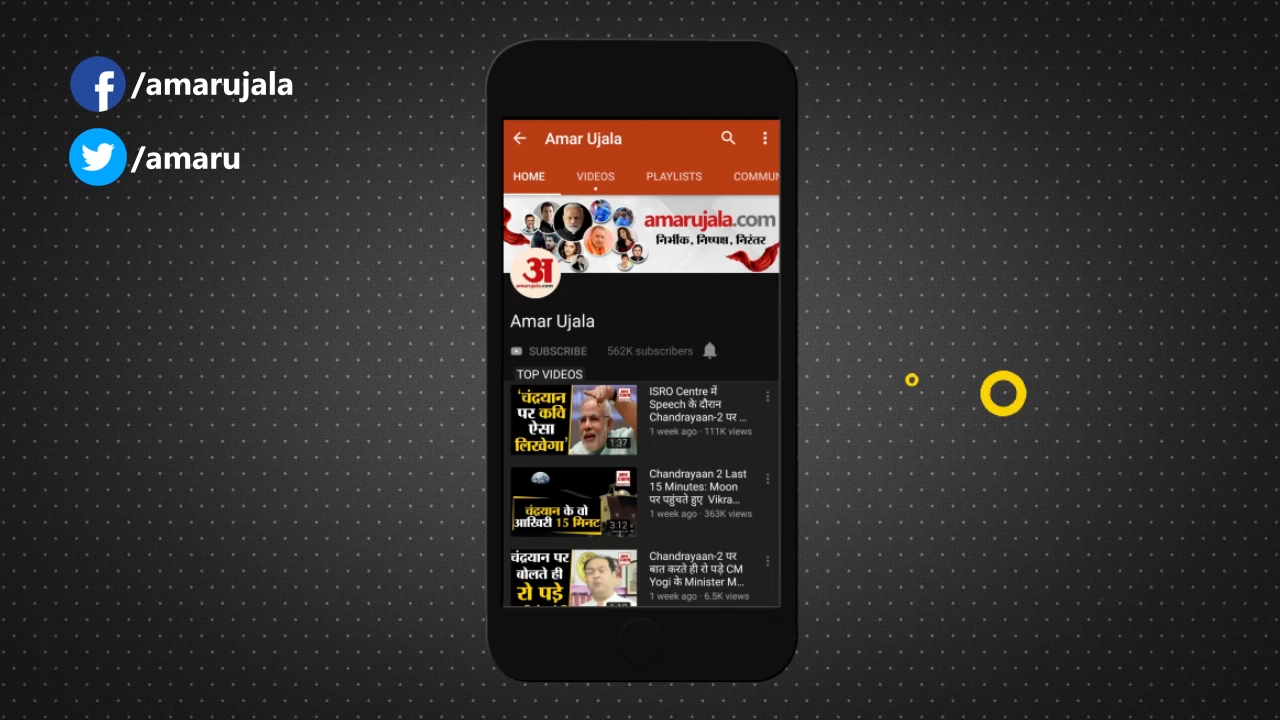 /amarujala
/amaru
Amar Ujala
HOME VIDEOS PLAYLISTS COMMUN
amarujala.com
निर्भीक, निष्पक्ष, निरंतर
अ
amarujala.com
Amar Ujala
SUBSCRIBE 562K subscribers
TOP VIDEOS
'चंद्रयान
पर कवि
ऐसा
लिखेगा'
1:37
ISRO Centre में
Speech के दौरान
Chandrayaan-2 पर ...
1 week ago · 111K views
चंद्रयान के वो
आखिरी 15 मिनट
3:12
Chandrayaan 2 Last
15 Minutes: Moon
पर पहुंचते हुए Vikra...
1 week ago · 363K views
चंद्रयान पर
बोलते ही
रो पड़े
Chandrayaan-2 पर
बात करते ही रो पड़े CM
Yogi के Minister M...
1 week ago · 6.5K views